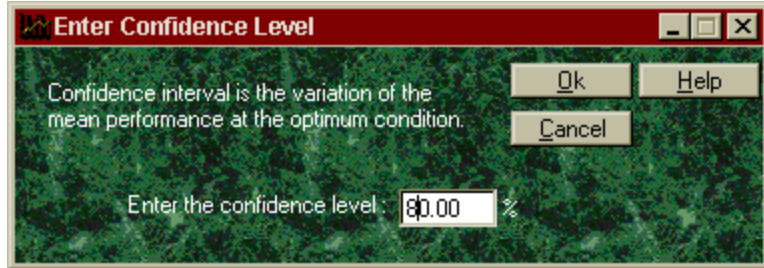 Enter Confidence Level
Confidence interval is the variation of the
mean performance at the optimum condition.
Ok
Help
Cancel
Enter the confidence level : 80.00 %